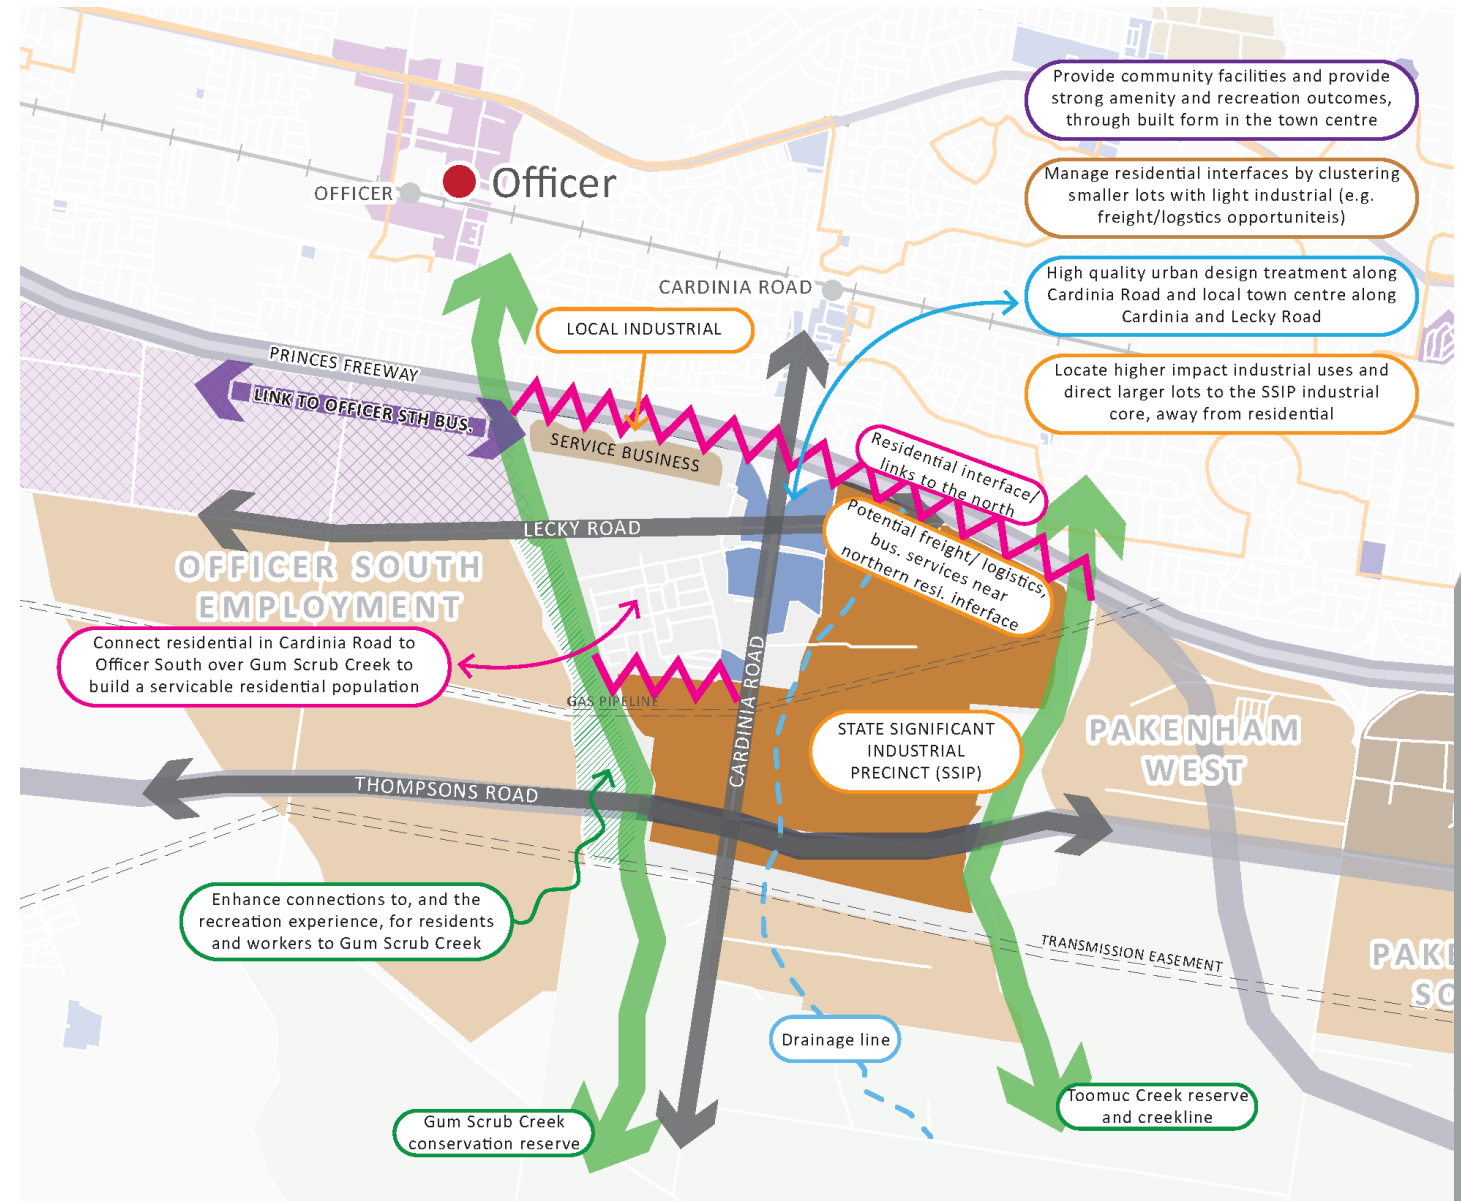 Provide community facilities and provide
strong amenity and recreation outcomes,
through built form in the town centre
Manage residential interfaces by clustering
smaller lots with light industrial (e.g.
freight/logstics opportuniteis)
High quality urban design treatment along
Cardinia Road and local town centre along
Cardinia and Lecky Road
Locate higher impact industrial uses and
direct larger lots to the SSIP industrial
core, away from residential
OFFICER
Officer
CARDINIA ROAD
LOCAL INDUSTRIAL
PRINCES FREEWAY
LINK TO OFFICER STH BUS.
SERVICE BUSINESS
Residential interface/
links to the north
LECKY ROAD
Potential freight/ logistics,
bus. services near
northern resi. inferface
OFFICER SOUTH
EMPLOYMENT
Connect residential in Cardinia Road to
Officer South over Gum Scrub Creek to
build a servicable residential population
GAS PIPELINE
CARDINIA ROAD
STATE SIGNIFICANT
INDUSTRIAL
PRECINCT (SSIP)
PAKENHAM
WEST
THOMPSONS ROAD
Enhance connections to, and the
recreation experience, for residents
and workers to Gum Scrub Creek
TRANSMISSION EASEMENT
PAKE
SO
Drainage line
Gum Scrub Creek
conservation reserve
Toomuc Creek reserve
and creekline